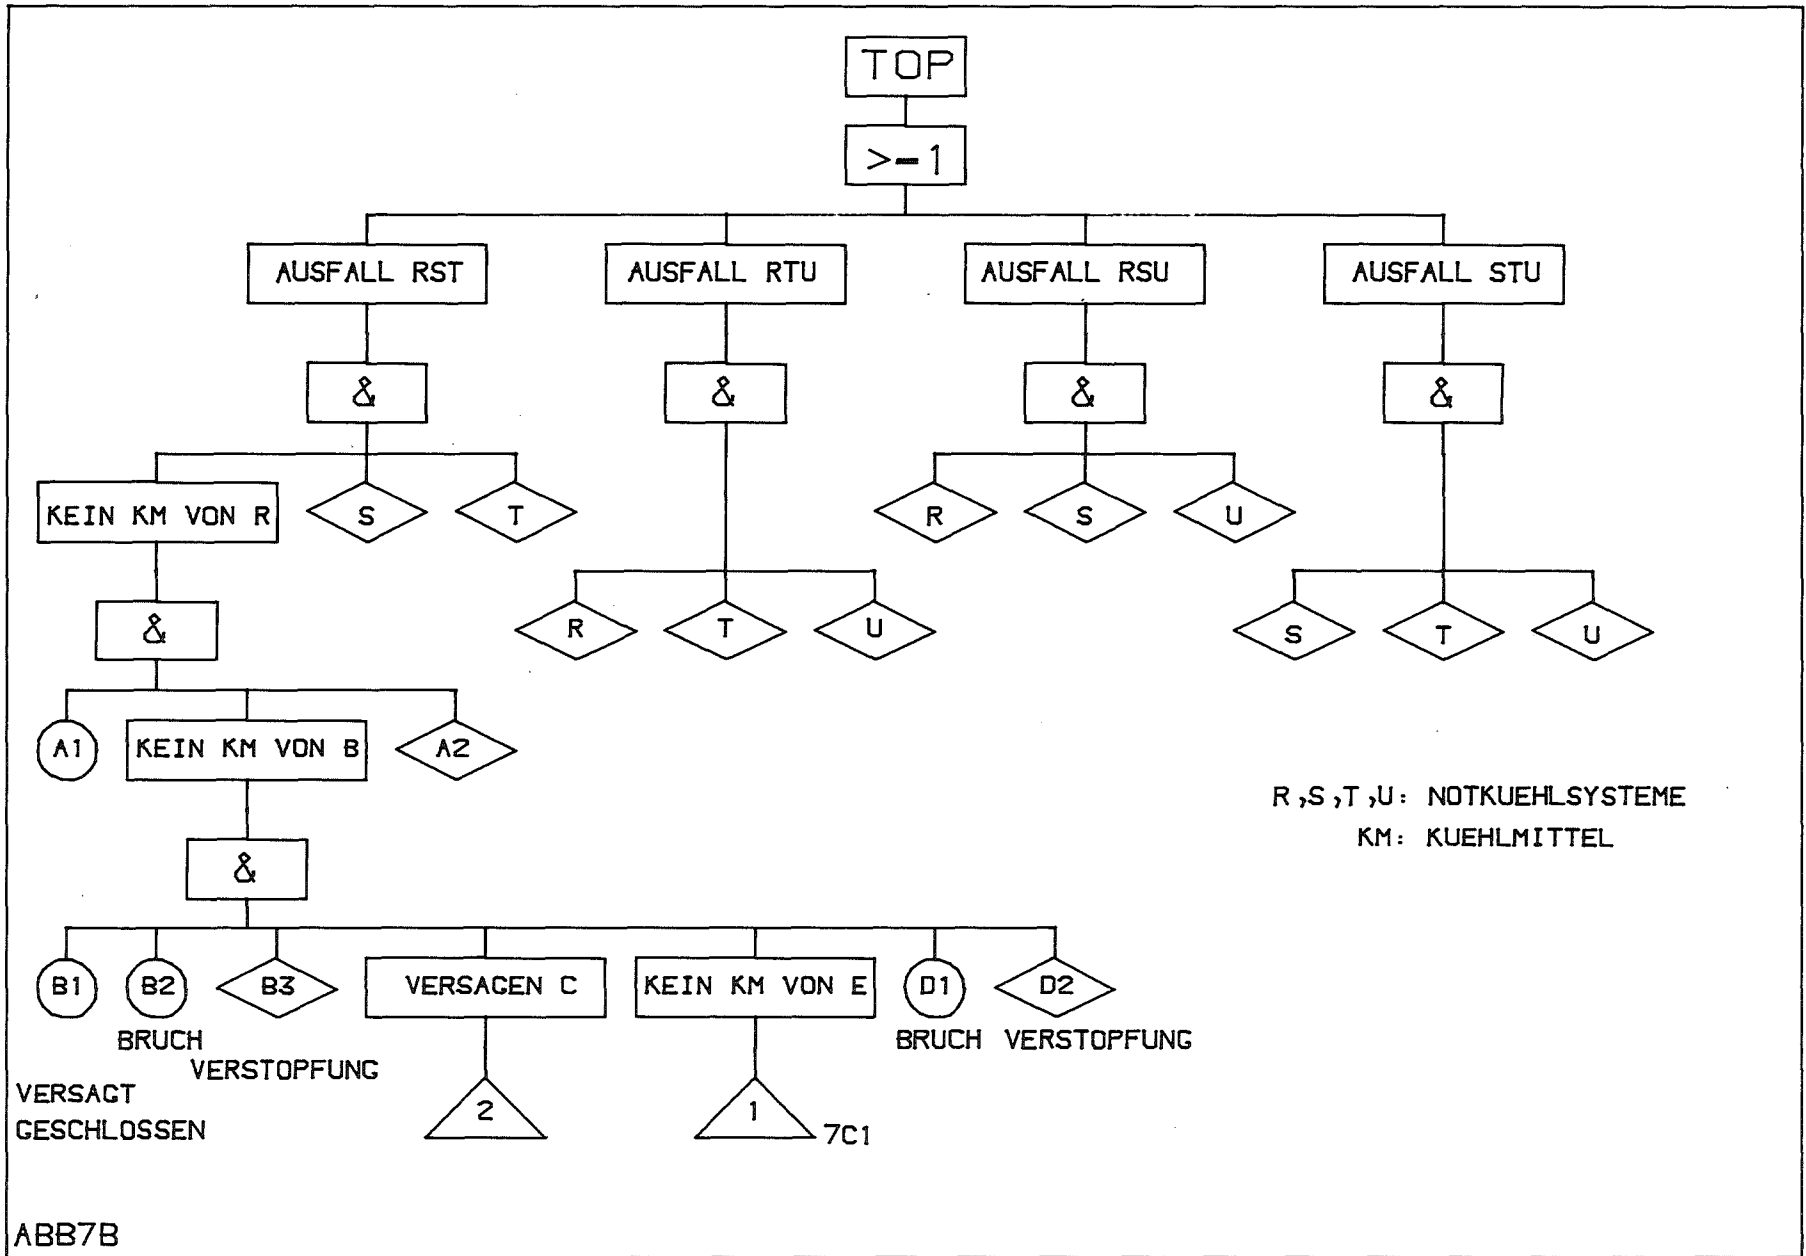 TOP
>=1
AUSFALL RST
AUSFALL RTU
AUSFALL RSU
AUSFALL STU
&
&
&
&
KEIN KM VON R
S
T
R
S
U
&
R
T
U
S
T
U
A1
KEIN KM VON B
A2
R,S,T,U: NOTKUEHLSYSTEME
KM: KUEHLMITTEL
&
B1
B2
B3
VERSAGEN C
KEIN KM VON E
D1
D2
BRUCH
VERSTOPFUNG
BRUCH
VERSTOPFUNG
VERSAGT
GESCHLOSSEN
2
1
7C1
ABB7B